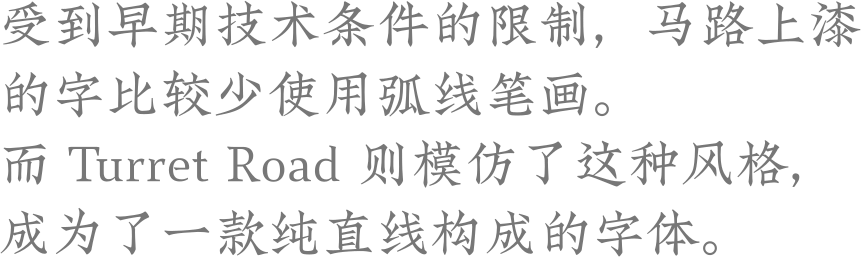 受到早期技术条件的限制，马路上漆
的字比较少使用弧线笔画。
而 Turret Road 则模仿了这种风格，
成为了一款纯直线构成的字体。